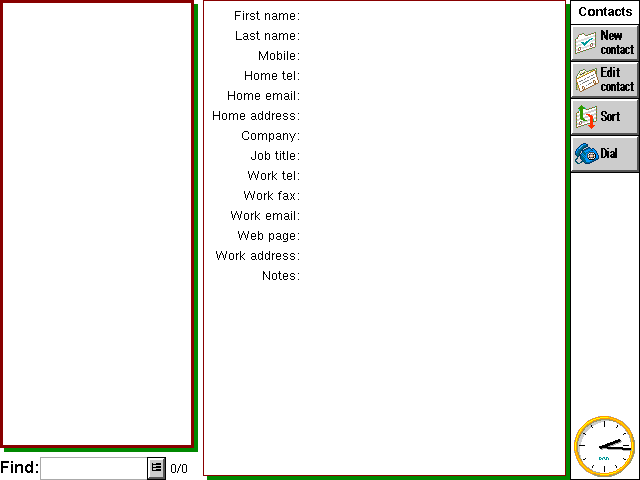 First name:
Last name:
Mobile:
Home tel:
Home email:
Home address:
Company:
Job title:
Work tel:
Work fax:
Work email:
Web page:
Work address:
Notes:
Find:
0/0
Contacts
New
contact
Edit
contact
Sort
Dial